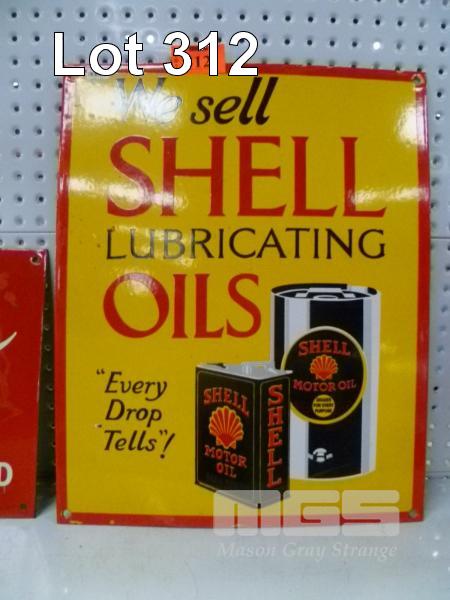 Lot 312
We sell
SHELL
LUBRICATING
OILS
"Every
Drop
Tells"!
SHELL
MOTOR OIL
SHELL
MOTOR
OIL
SHELL
D
MGS
Mason Gray Strange